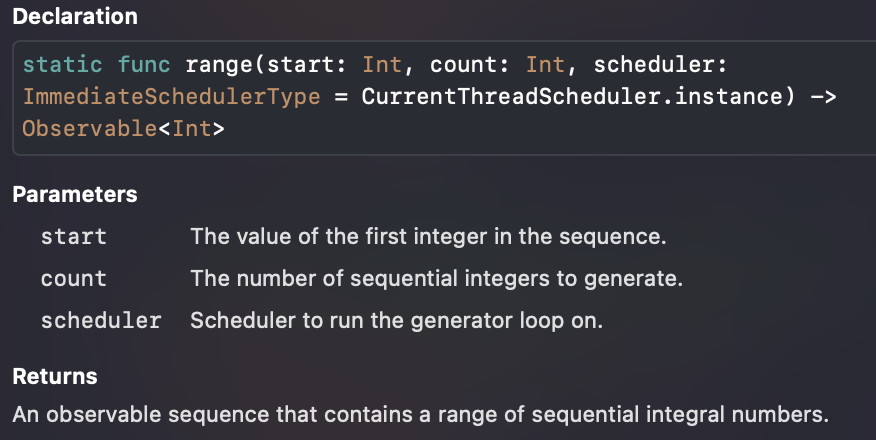 Declaration
static func range(start: Int, count: Int, scheduler:
ImmediateSchedulerType = CurrentThreadScheduler.instance) ->
Observable<Int>
Parameters
start The value of the first integer in the sequence.
count The number of sequential integers to generate.
scheduler Scheduler to run the generator loop on.
Returns
An observable sequence that contains a range of sequential integral numbers.